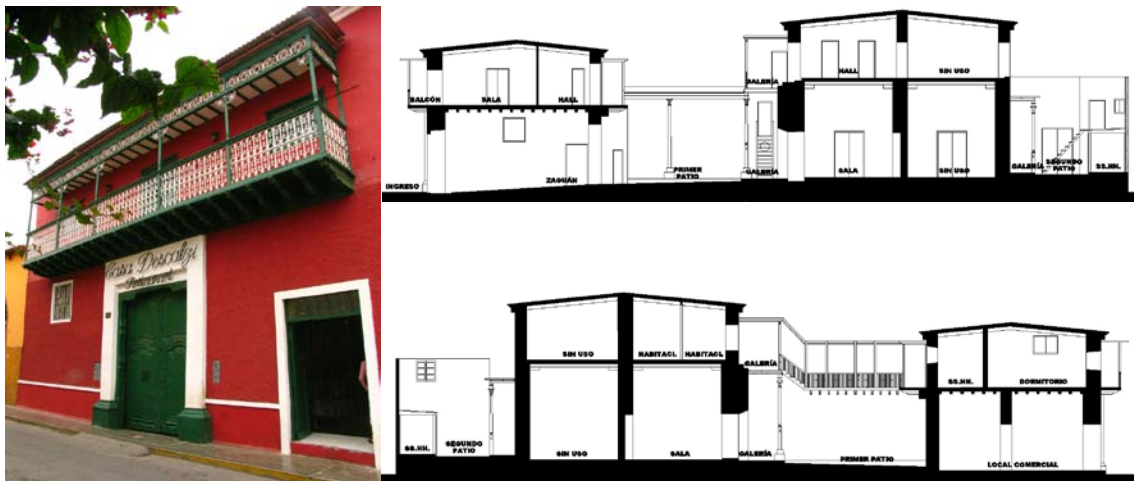 Casa Descalzi
Restaurant
BALCÓN
SALA
HALL
INGRESO
ZAGUÁN
PRIMER
PATIO
GALERÍA
GALERÍA
HALL
SIN USO
SALA
SIN USO
GALERÍA
SEGUNDO
PATIO
SS.HH.
SIN USO
HABITACI.
HABITACI.
GALERÍA
SS.HH.
DORMITORIO
SS.HH.
SEGUNDO
PATIO
SIN USO
SALA
GALERÍA
PRIMER PATIO
LOCAL COMERCIAL